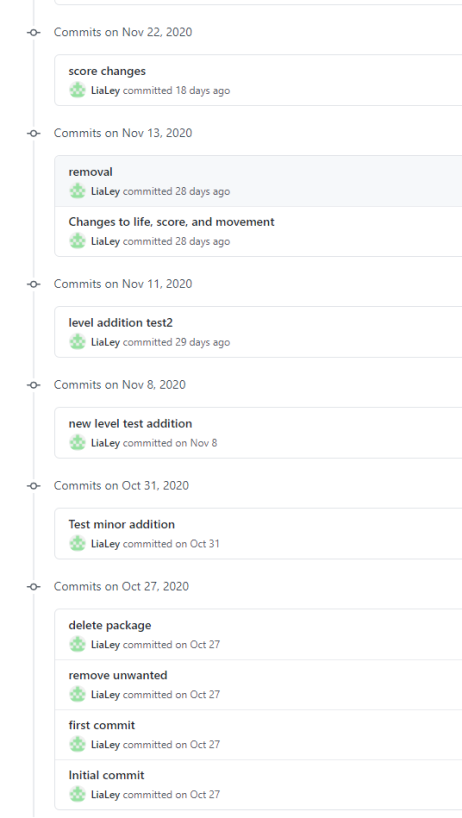 Commits on Nov 22, 2020
score changes
LiaLey committed 18 days ago
Commits on Nov 13, 2020
removal
LiaLey committed 28 days ago
Changes to life, score, and movement
LiaLey committed 28 days ago
Commits on Nov 11, 2020
level addition test2
LiaLey committed 29 days ago
Commits on Nov 8, 2020
new level test addition
LiaLey committed on Nov 8
Commits on Oct 31, 2020
Test minor addition
LiaLey committed on Oct 31
Commits on Oct 27, 2020
delete package
LiaLey committed on Oct 27
remove unwanted
LiaLey committed on Oct 27
first commit
LiaLey committed on Oct 27
Initial commit
LiaLey committed on Oct 27